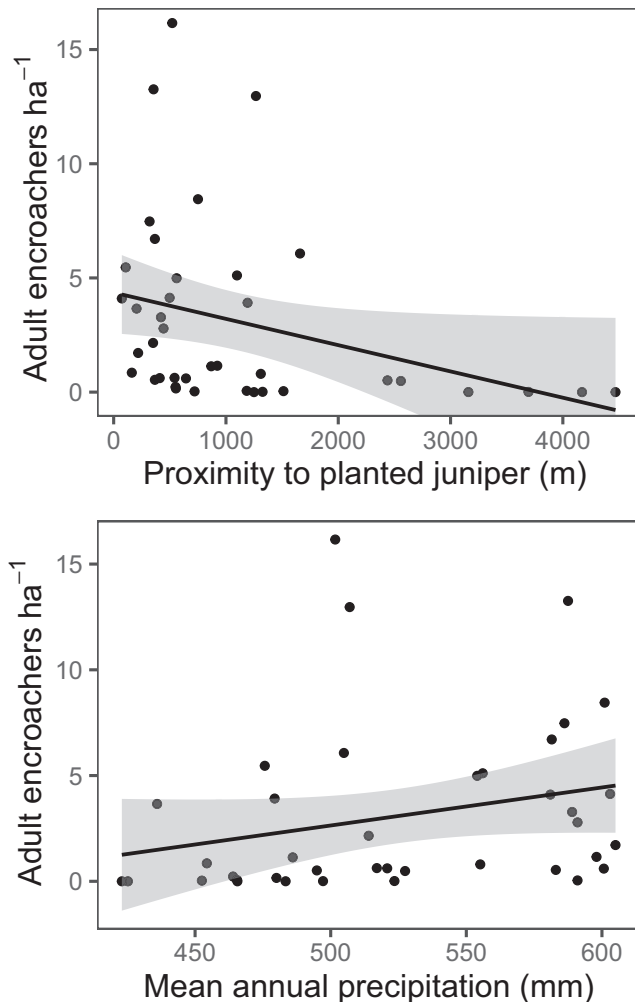 15
10
5
0
Adult encroachers ha⁻¹
0 1000 2000 3000 4000
Proximity to planted juniper (m)
15
10
5
0
Adult encroachers ha⁻¹
450 500 550 600
Mean annual precipitation (mm)